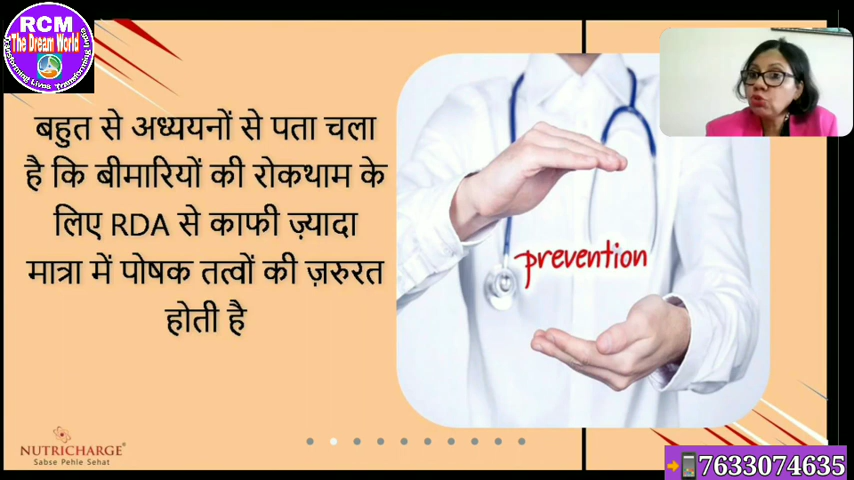 RCM
The Dream World
बहुत से अध्ययनों से पता चला
है कि बीमारियों की रोकथाम के
लिए RDA से काफी ज़्यादा
मात्रा में पोषक तत्वों की ज़रुरत
होती है
prevention
NUTRICHARGE
Sabse Pehle Sehat
7633074635